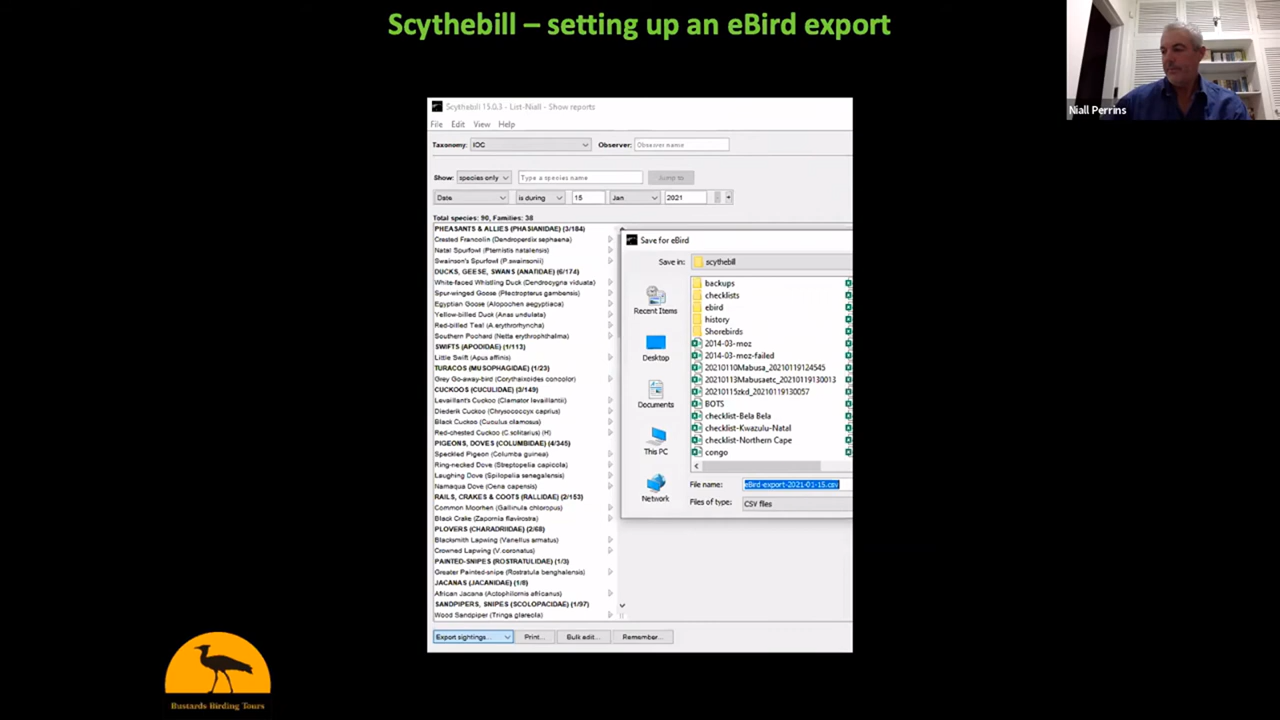 Scythebill – setting up an eBird export
Niall Perrins
Scythebill 15.0.3 - List-Niall - Show reports
File Edit View Help
Taxonomy: IOC Observer: Observer name
Show: species only Type a species name Jump to
Date is during 15 Jan 2021
Total species: 90, Families: 38
PHEASANTS & ALLIES (PHASIANIDAE) (3/184)
Crested Francolin (Dendroperdix sephaena)
Natal Spurfowl (Pternistis natalensis)
Swainson's Spurfowl (P.swainsonii)
DUCKS, GEESE, SWANS (ANATIDAE) (6/174)
White-faced Whistling Duck (Dendrocygna viduata)
Spur-winged Goose (Plectropterus gambensis)
Egyptian Goose (Alopochen aegyptiaca)
Yellow-billed Duck (Anas undulata)
Red-billed Teal (A.erythrorhyncha)
Southern Pochard (Netta erythrophthalma)
SWIFTS (APODIDAE) (1/113)
Little Swift (Apus affinis)
TURACOS (MUSOPHAGIDAE) (1/23)
Grey Go-away-bird (Corythaixoides concolor)
CUCKOOS (CUCULIDAE) (3/149)
Levaillant's Cuckoo (Clamator levaillantii)
Diederik Cuckoo (Chrysococcyx caprius)
Black Cuckoo (Cuculus clamosus)
Red-chested Cuckoo (C.solitarius) (H)
PIGEONS, DOVES (COLUMBIDAE) (4/345)
Speckled Pigeon (Columba guinea)
Ring-necked Dove (Streptopelia capicola)
Laughing Dove (Spilopelia senegalensis)
Namaqua Dove (Oena capensis)
RAILS, CRAKES & COOTS (RALLIDAE) (2/153)
Common Moorhen (Gallinula chloropus)
Black Crake (Zapornia flavirostra)
PLOVERS (CHARADRIIDAE) (2/68)
Blacksmith Lapwing (Vanellus armatus)
Crowned Lapwing (V.coronatus)
PAINTED-SNIPES (ROSTRATULIDAE) (1/3)
Greater Painted-snipe (Rostratula benghalensis)
JACANAS (JACANIDAE) (1/8)
African Jacana (Actophilornis africanus)
SANDPIPERS, SNIPES (SCOLOPACIDAE) (1/97)
Wood Sandpiper (Tringa glareola)
Export sightings... Print... Bulk edit... Remember...
Save for eBird
Save in: scythebill
Recent Items
Desktop
Documents
This PC
Network
backups
checklists
ebird
history
Shorebirds
2014-03-moz
2014-03-moz-failed
20210110Mabusa_20210119124545
20210113Mabusaetc_20210119130013
20210115zkd_20210119130057
BOTS
checklist-Bela Bela
checklist-Kwazulu-Natal
checklist-Northern Cape
congo
File name: eBird-export-2021-01-15.csv
Files of type: CSV files
Bustards Birding Tours